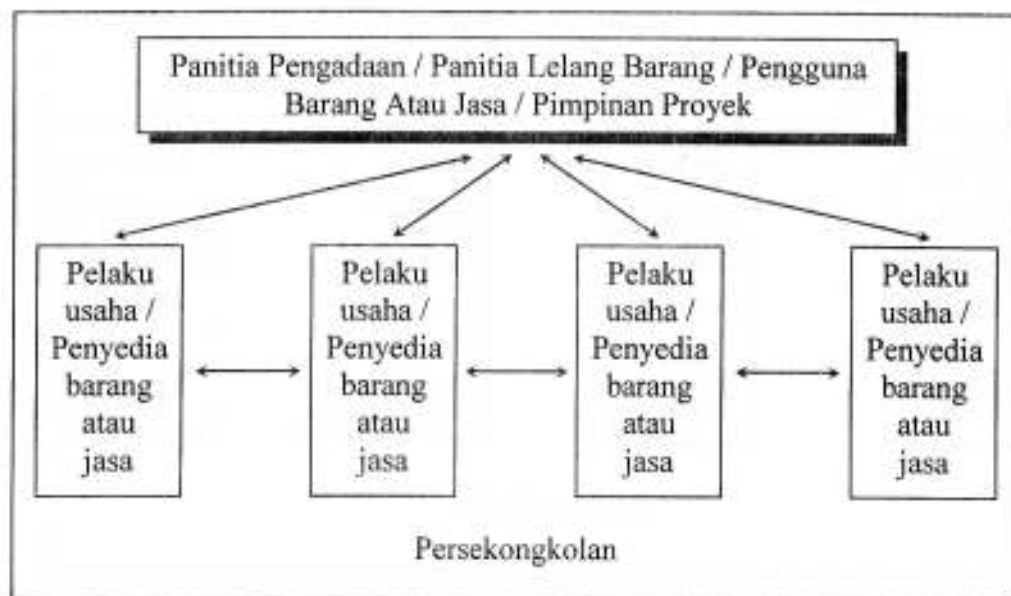 Panitia Pengadaan / Panitia Lelang Barang / Pengguna
Barang Atau Jasa / Pimpinan Proyek
Pelaku
usaha /
Penyedia
barang
atau
jasa
Pelaku
usaha /
Penyedia
barang
atau
jasa
Pelaku
usaha /
Penyedia
barang
atau
jasa
Pelaku
usaha /
Penyedia
barang
atau
jasa
Persekongkolan